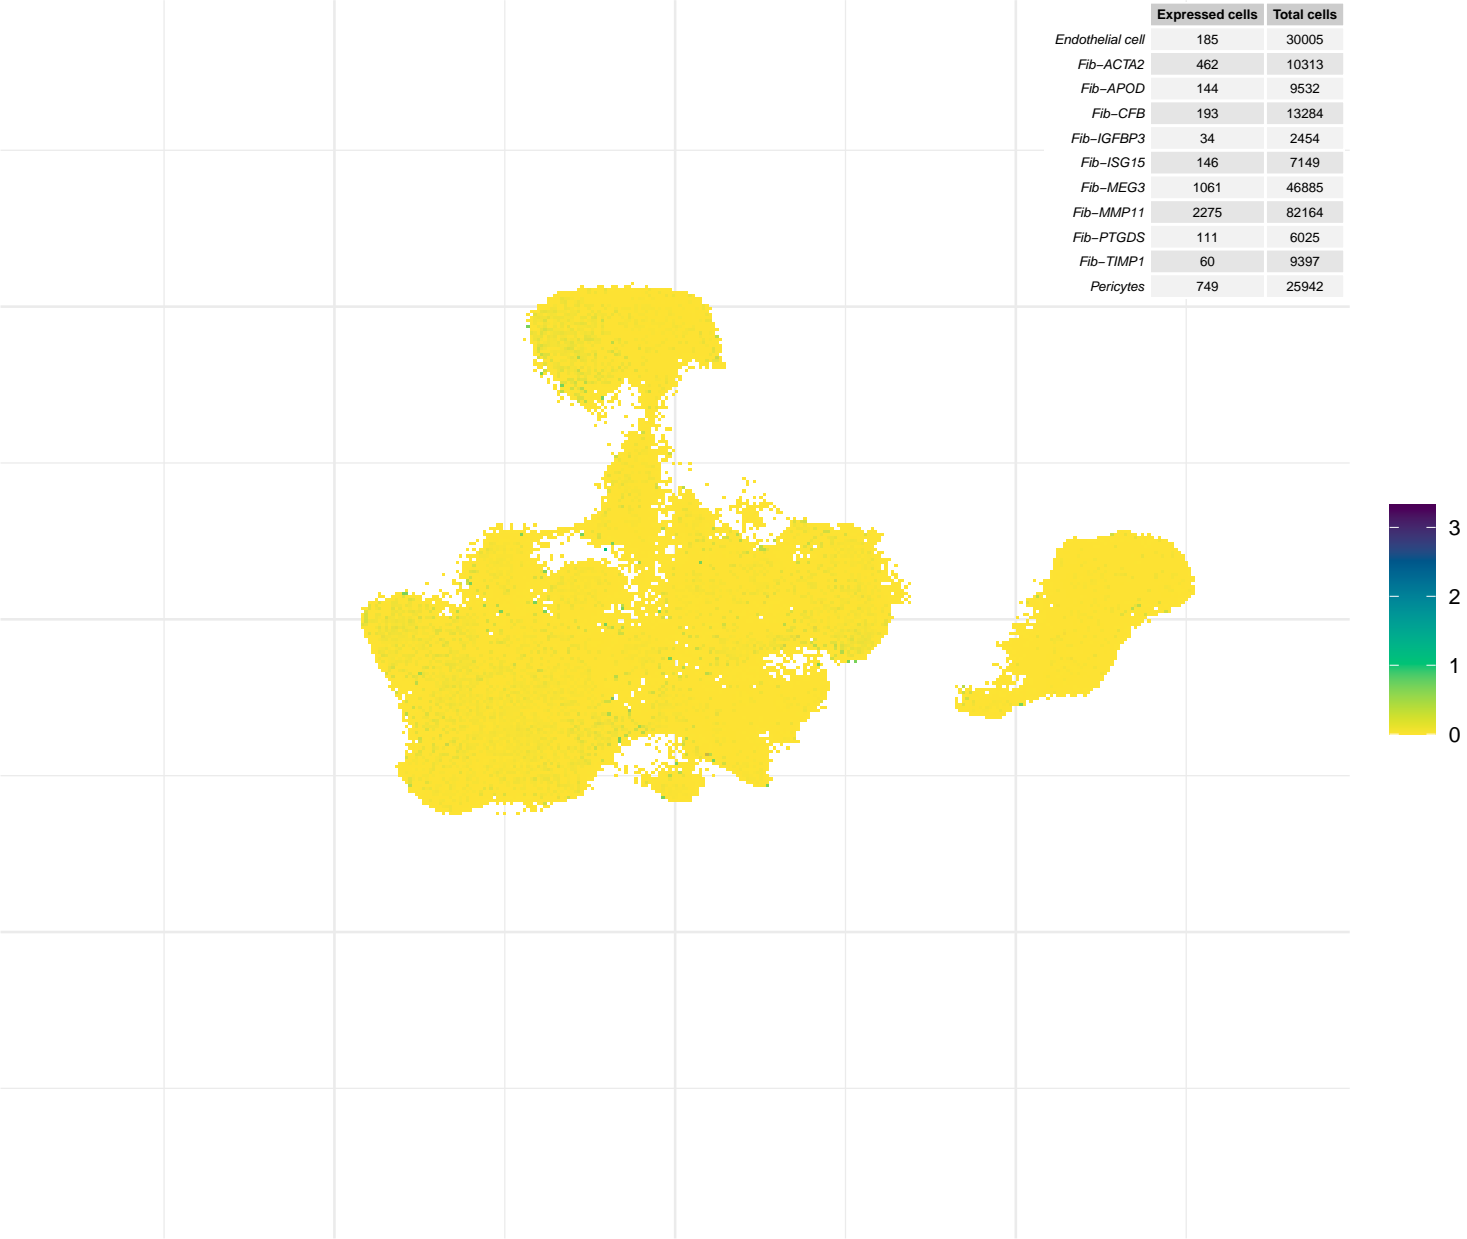 Expressed cells Total cells
Endothelial cell 185 30005
Fib−ACTA2 462 10313
Fib−APOD 144 9532
Fib−CFB 193 13284
Fib−IGFBP3 34 2454
Fib−ISG15 146 7149
Fib−MEG3 1061 46885
Fib−MMP11 2275 82164
Fib−PTGDS 111 6025
Fib−TIMP1 60 9397
Pericytes 749 25942
3
2
1
0